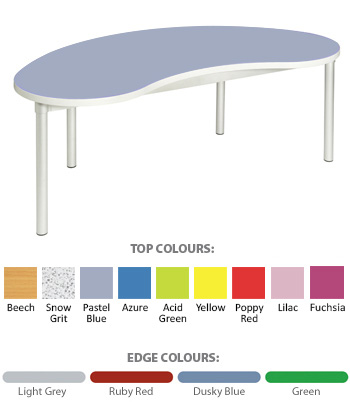 TOP COLOURS:
Beech Snow Grit Pastel Blue Azure Acid Green Yellow Poppy Red Lilac Fuchsia
EDGE COLOURS:
Light Grey Ruby Red Dusky Blue Green